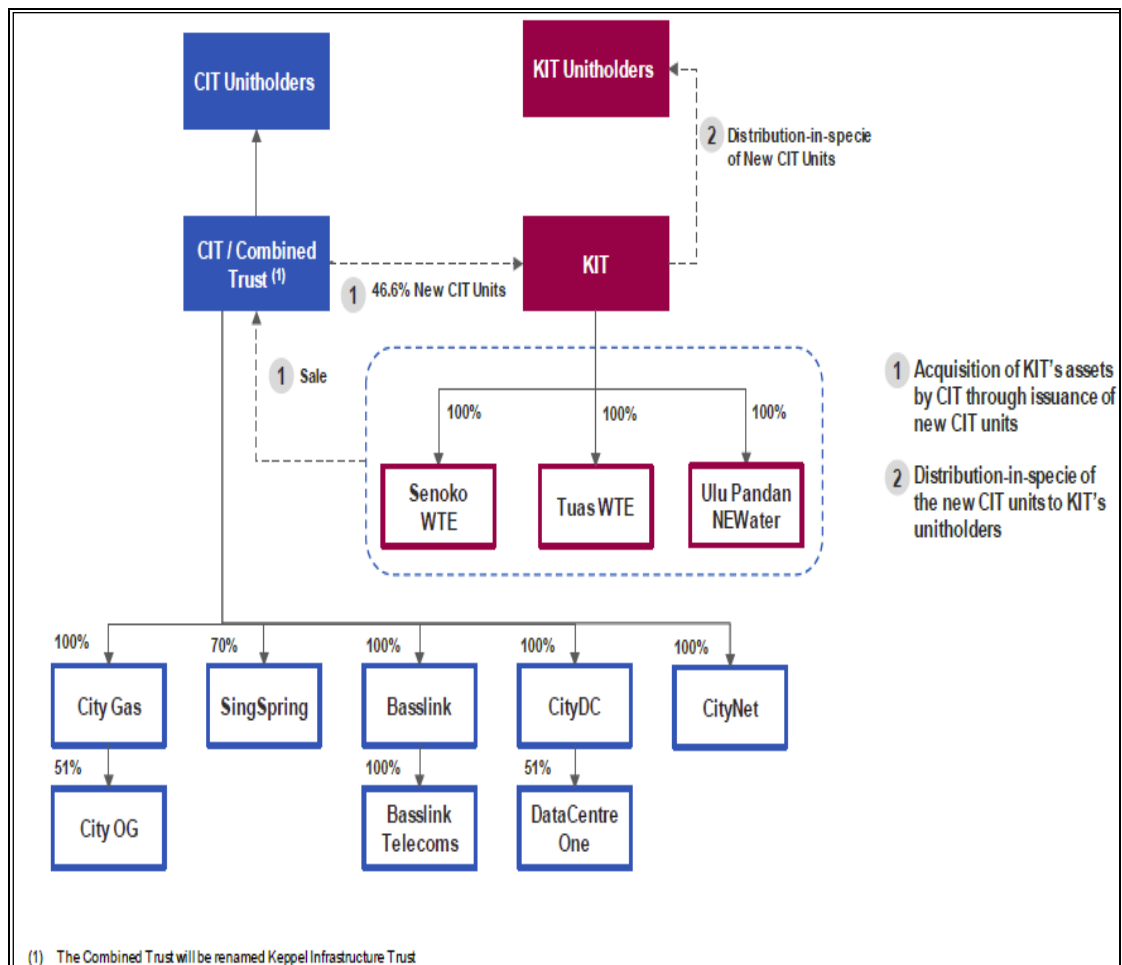 CIT Unitholders
KIT Unitholders
2 Distribution-in-specie
of New CIT Units
CIT / Combined
Trust (1)
KIT
1 46.6% New CIT Units
1 Sale
100%
100%
100%
Senoko
WTE
Tuas WTE
Ulu Pandan
NEWater
1 Acquisition of KIT's assets
by CIT through issuance of
new CIT units
2 Distribution-in-specie of
the new CIT units to KIT's
unitholders
100%
70%
100%
100%
100%
City Gas
SingSpring
Basslink
CityDC
CityNet
51%
100%
51%
City OG
Basslink
Telecoms
DataCentre
One
(1) The Combined Trust will be renamed Keppel Infrastructure Trust